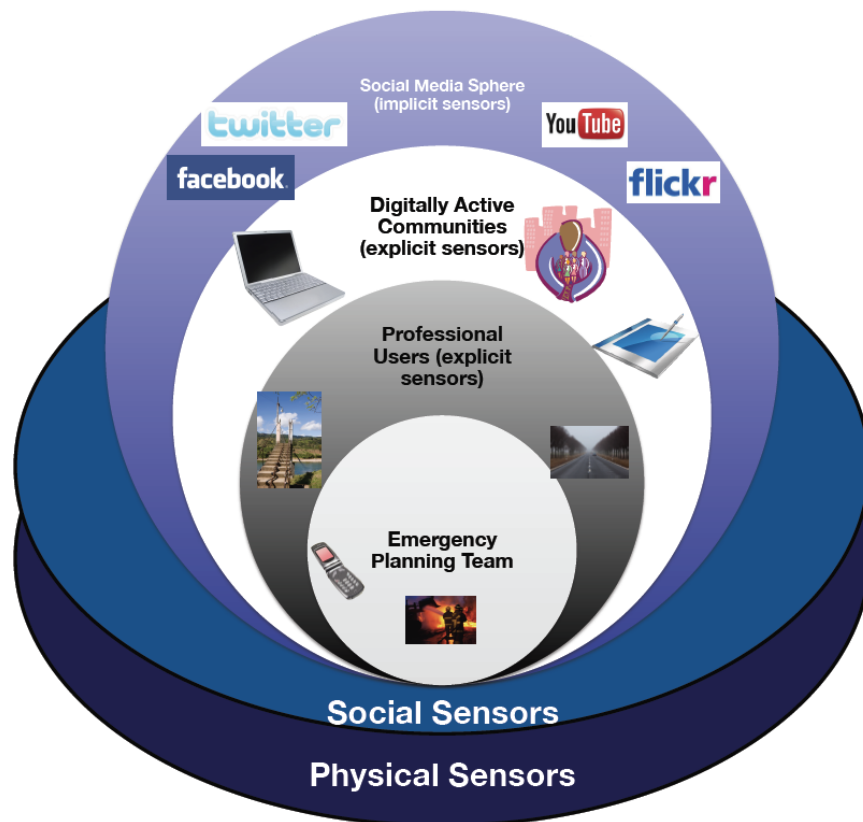 Social Media Sphere
(implicit sensors)
twitter
YouTube
facebook
flickr
Digitally Active
Communities
(explicit sensors)
Professional
Users (explicit
sensors)
Emergency
Planning Team
Social Sensors
Physical Sensors